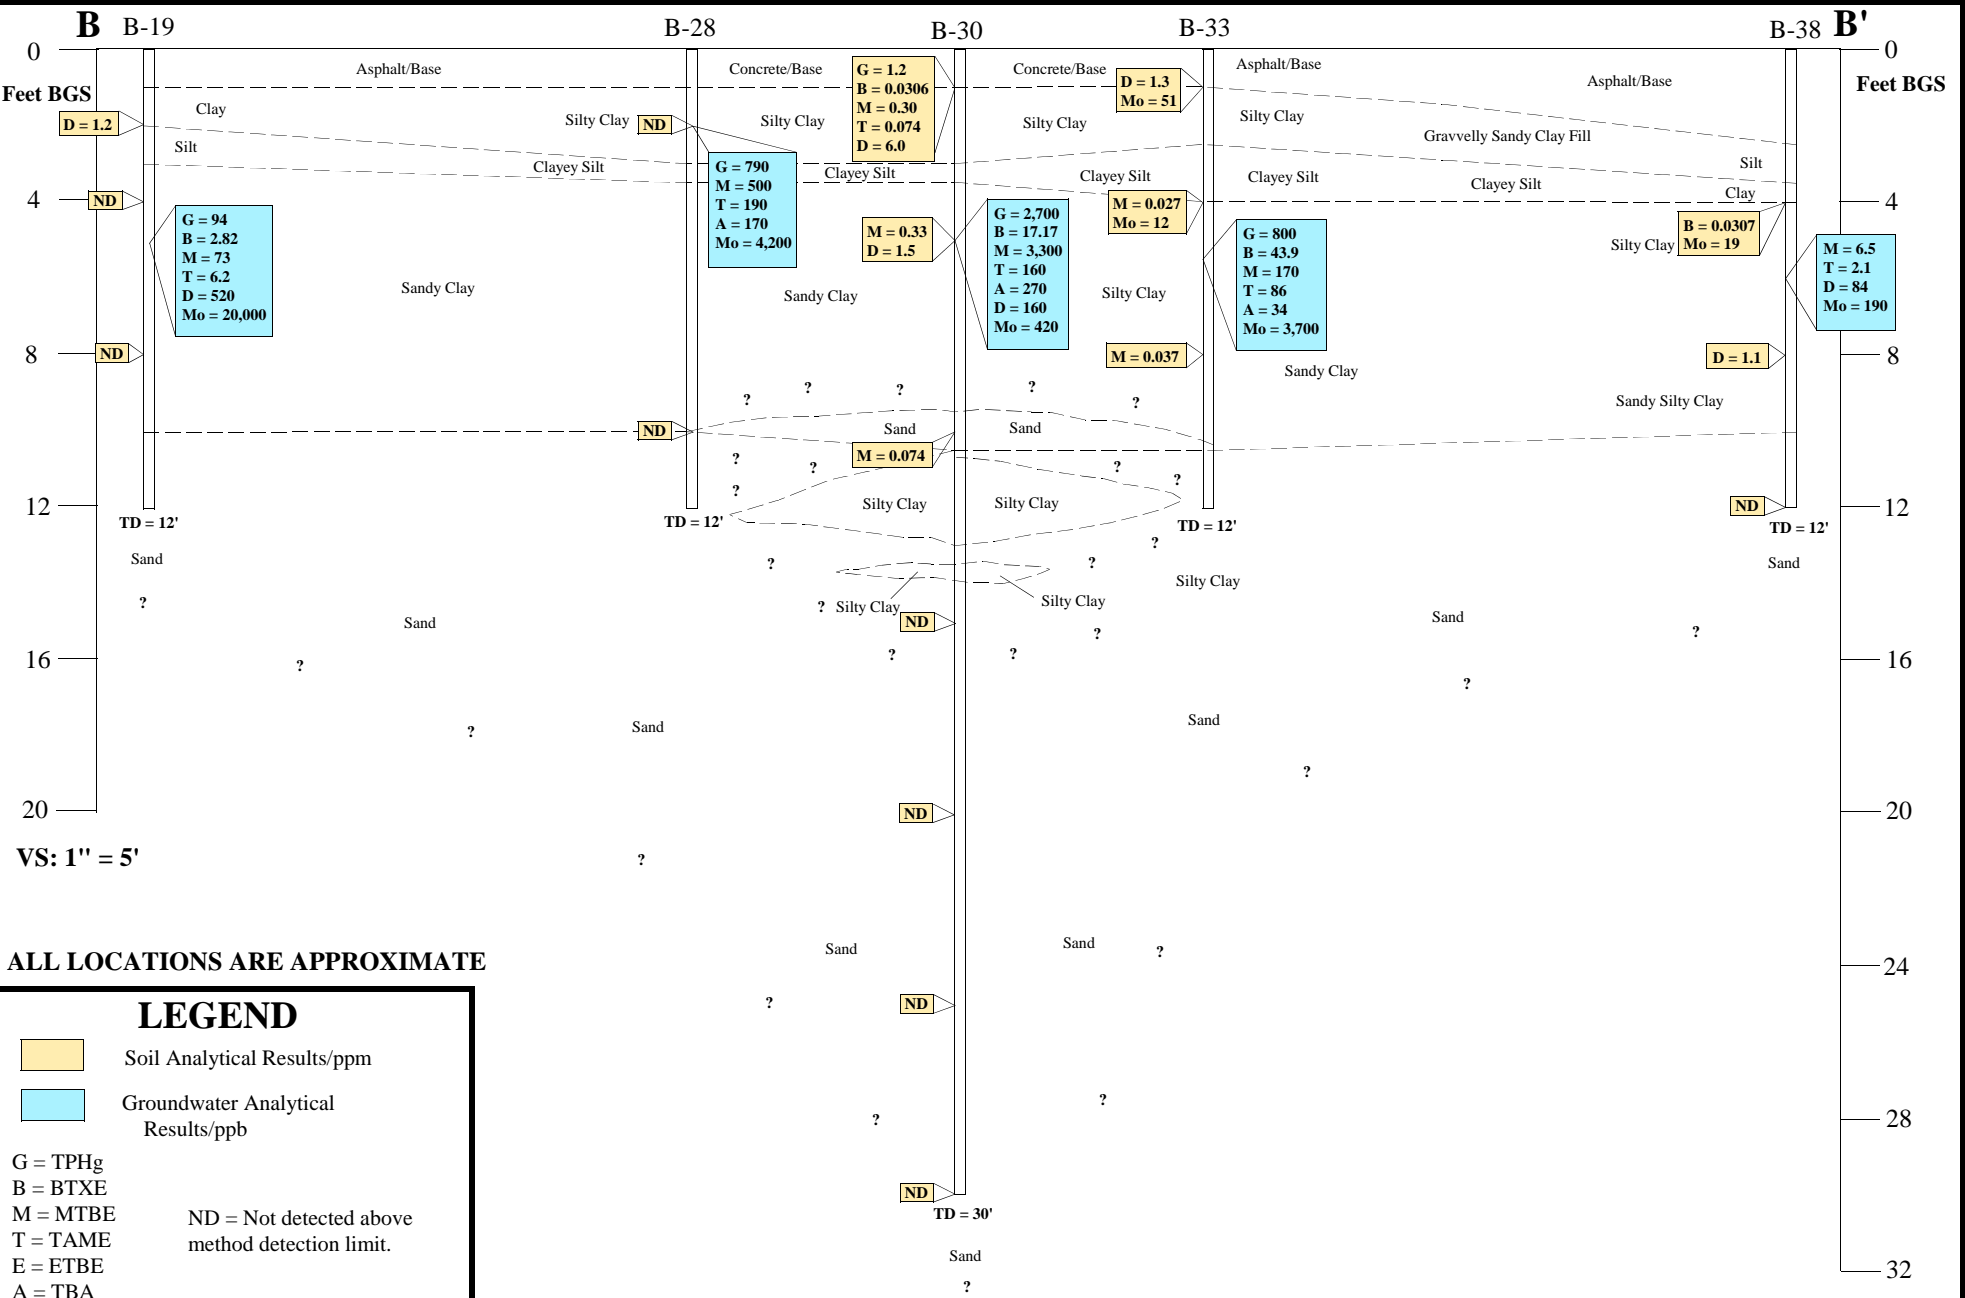 B
B-19
B-28
B-30
B-33
B-38
B'
0
0
Feet BGS
Feet BGS
Asphalt/Base
Concrete/Base
Concrete/Base
Asphalt/Base
Asphalt/Base
G = 1.2
B = 0.0306
M = 0.30
T = 0.074
D = 6.0
D = 1.3
Mo = 51
D = 1.2
Clay
Silty Clay
ND
Silty Clay
Silty Clay
Silty Clay
Gravvelly Sandy Clay Fill
Silt
Clayey Silt
Clayey Silt
Clayey Silt
Clayey Silt
Clayey Silt
Silt
Clay
4
4
ND
G = 94
B = 2.82
M = 73
T = 6.2
D = 520
Mo = 20,000
G = 790
M = 500
T = 190
A = 170
Mo = 4,200
M = 0.33
D = 1.5
G = 2,700
B = 17.17
M = 3,300
T = 160
A = 270
D = 160
Mo = 420
M = 0.027
Mo = 12
G = 800
B = 43.9
M = 170
T = 86
A = 34
Mo = 3,700
Silty Clay
B = 0.0307
Mo = 19
M = 6.5
T = 2.1
D = 84
Mo = 190
Sandy Clay
Sandy Clay
Silty Clay
8
8
ND
M = 0.037
D = 1.1
Sandy Clay
Sandy Silty Clay
?
?
?
?
?
ND
Sand
Sand
M = 0.074
?
?
?
?
?
Silty Clay
Silty Clay
12
12
ND
TD = 12'
TD = 12'
TD = 12'
TD = 12'
Sand
?
?
?
Sand
Silty Clay
?
?
Silty Clay
Silty Clay
ND
Sand
Sand
?
?
16
16
?
?
?
?
Sand
Sand
?
?
20
20
ND
VS: 1" = 5'
?
Sand
Sand
?
ALL LOCATIONS ARE APPROXIMATE
24
?
ND
?
?
28
ND
TD = 30'
Sand
?
32
LEGEND
Soil Analytical Results/ppm
Groundwater Analytical
Results/ppb
G = TPHg
B = BTXE
M = MTBE
T = TAME
E = ETBE
A = TBA
ND = Not detected above
method detection limit.